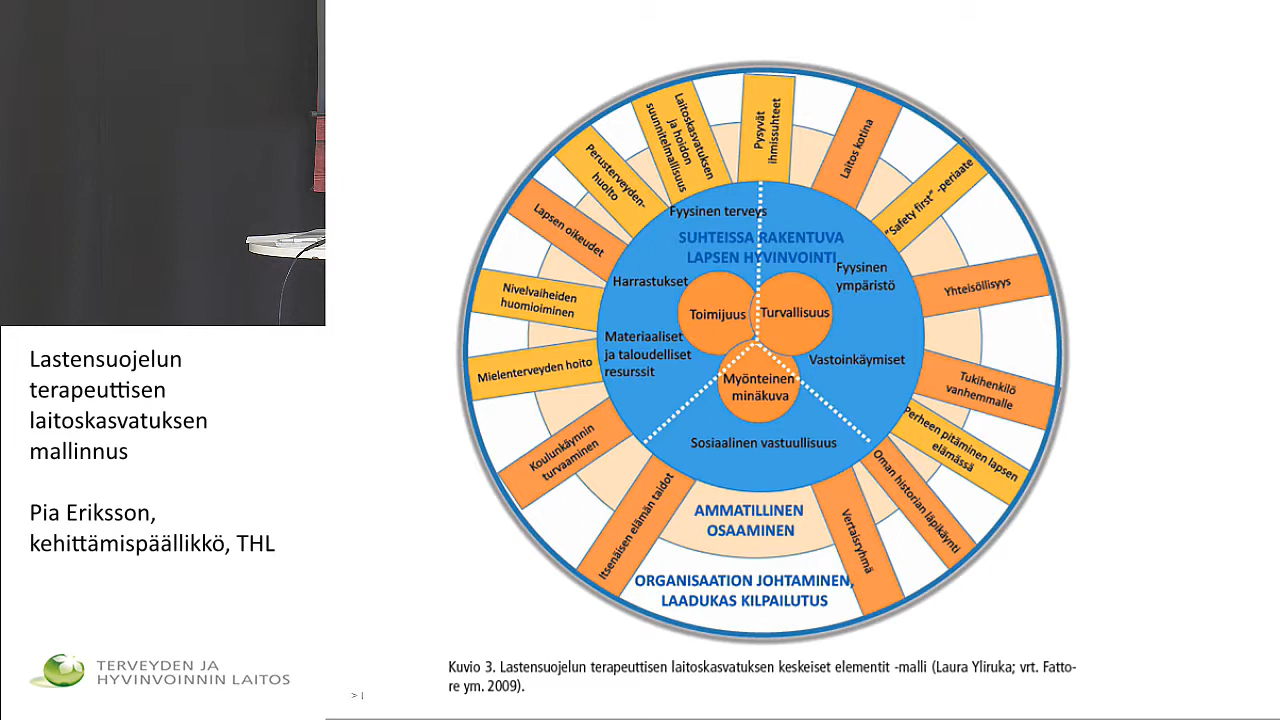 Lastensuojelun
terapeuttisen
laitoskasvatuksen
mallinnus
Pia Eriksson,
kehittämispäällikkö, THL
TERVEYDEN JA
HYVINVOINNIN LAITOS
Laitoskasvatuksen
ja hoidon
suunnitelmallisuus
Pysyvät
ihmissuhteet
Laitos kotina
"Safety first" -periaate
Yhteisöllisyys
Tukihenkilö
vanhemmalle
Perheen pitäminen lapsen
elämässä
Oman historian läpikäynti
Vertaisryhmä
Itsenäisen elämän taidot
Koulunkäynnin
turvaaminen
Mielenterveyden hoito
Nivelvaiheiden
huomioiminen
Lapsen oikeudet
Perusterveyden-
huolto
Fyysinen terveys
SUHTEISSA RAKENTUVA
LAPSEN HYVINVOINTI
Harrastukset
Fyysinen
ympäristö
Toimijuus
Turvallisuus
Materiaaliset
ja taloudelliset
resurssit
Vastoinkäymiset
Myönteinen
minäkuva
Sosiaalinen vastuullisuus
AMMATILLINEN
OSAAMINEN
ORGANISAATION JOHTAMINEN,
LAADUKAS KILPAILUTUS
Kuvio 3. Lastensuojelun terapeuttisen laitoskasvatuksen keskeiset elementit -malli (Laura Yliruka; vrt. Fatto-
re ym. 2009).
> |